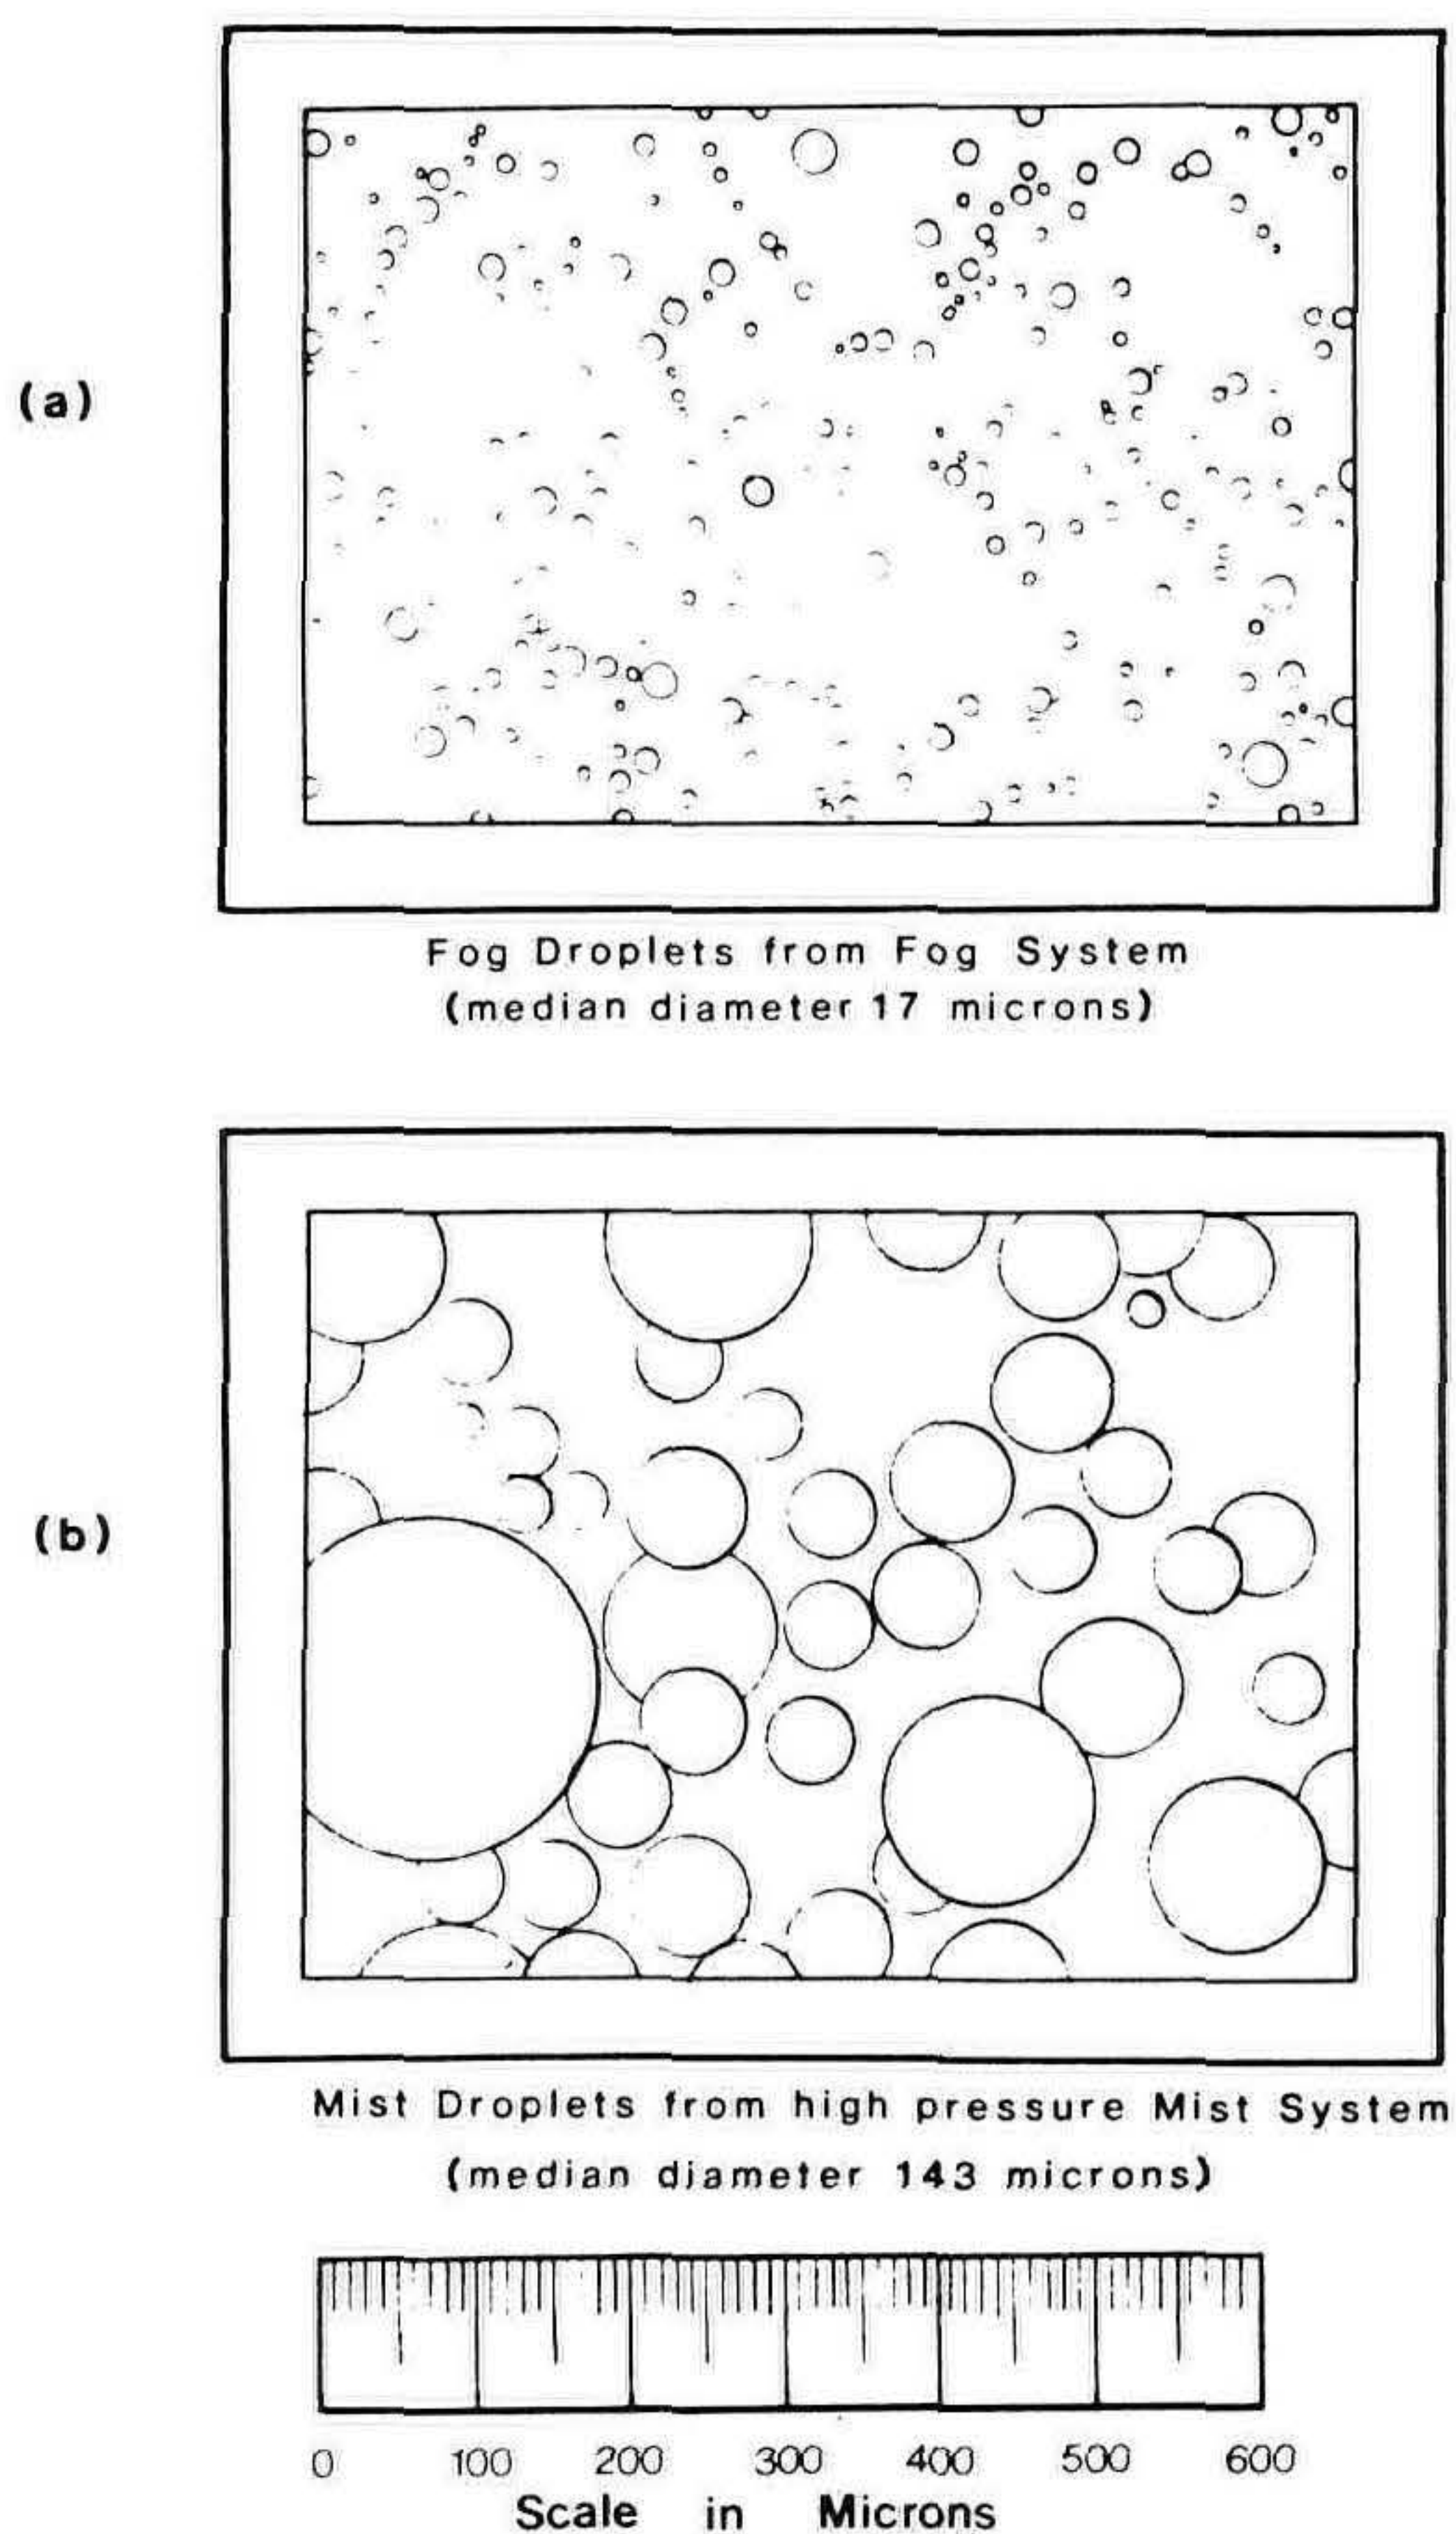 (a)
Fog Droplets from Fog System
(median diameter 17 microns)
(b)
Mist Droplets from high pressure Mist System
(median diameter 143 microns)
0 100 200 300 400 500 600
Scale in Microns